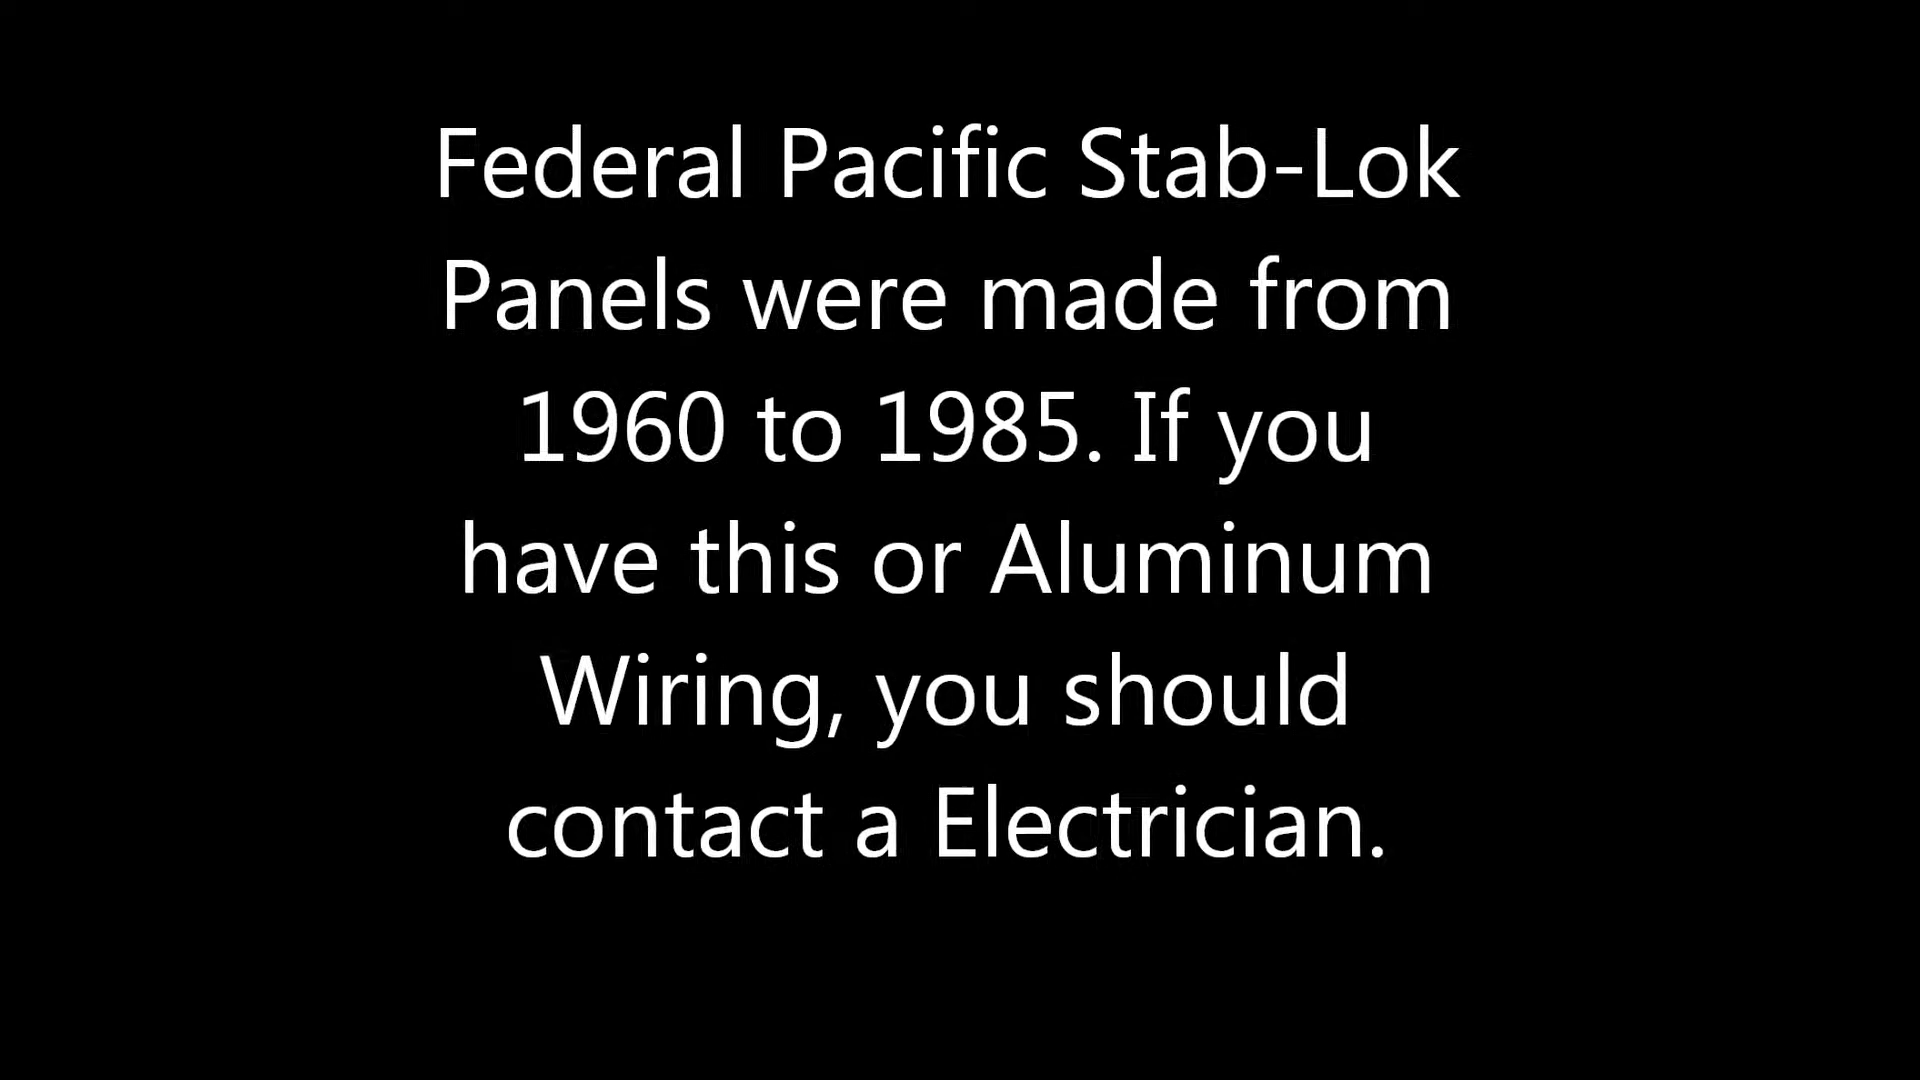 Federal Pacific Stab-Lok
Panels were made from
1960 to 1985. If you
have this or Aluminum
Wiring, you should
contact a Electrician.